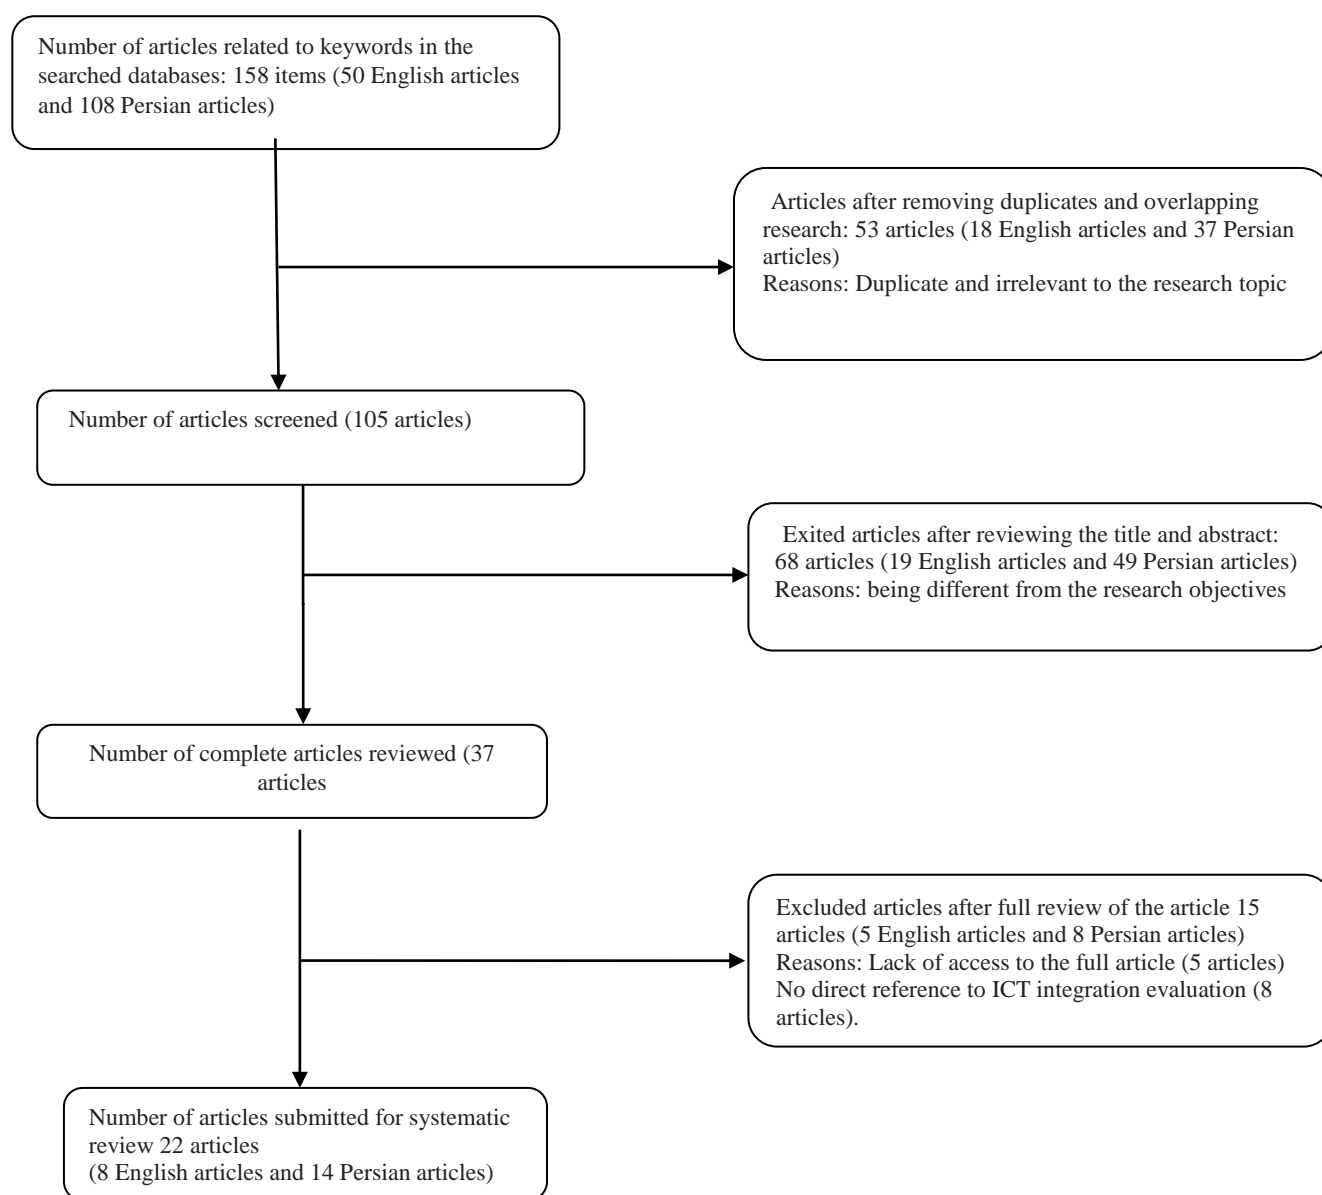 Number of articles related to keywords in the
searched databases: 158 items (50 English articles
and 108 Persian articles)
Articles after removing duplicates and overlapping
research: 53 articles (18 English articles and 37 Persian
articles)
Reasons: Duplicate and irrelevant to the research topic
Number of articles screened (105 articles)
Exited articles after reviewing the title and abstract:
68 articles (19 English articles and 49 Persian articles)
Reasons: being different from the research objectives
Number of complete articles reviewed (37
articles
Excluded articles after full review of the article 15
articles (5 English articles and 8 Persian articles)
Reasons: Lack of access to the full article (5 articles)
No direct reference to ICT integration evaluation (8
articles).
Number of articles submitted for systematic
review 22 articles
(8 English articles and 14 Persian articles)